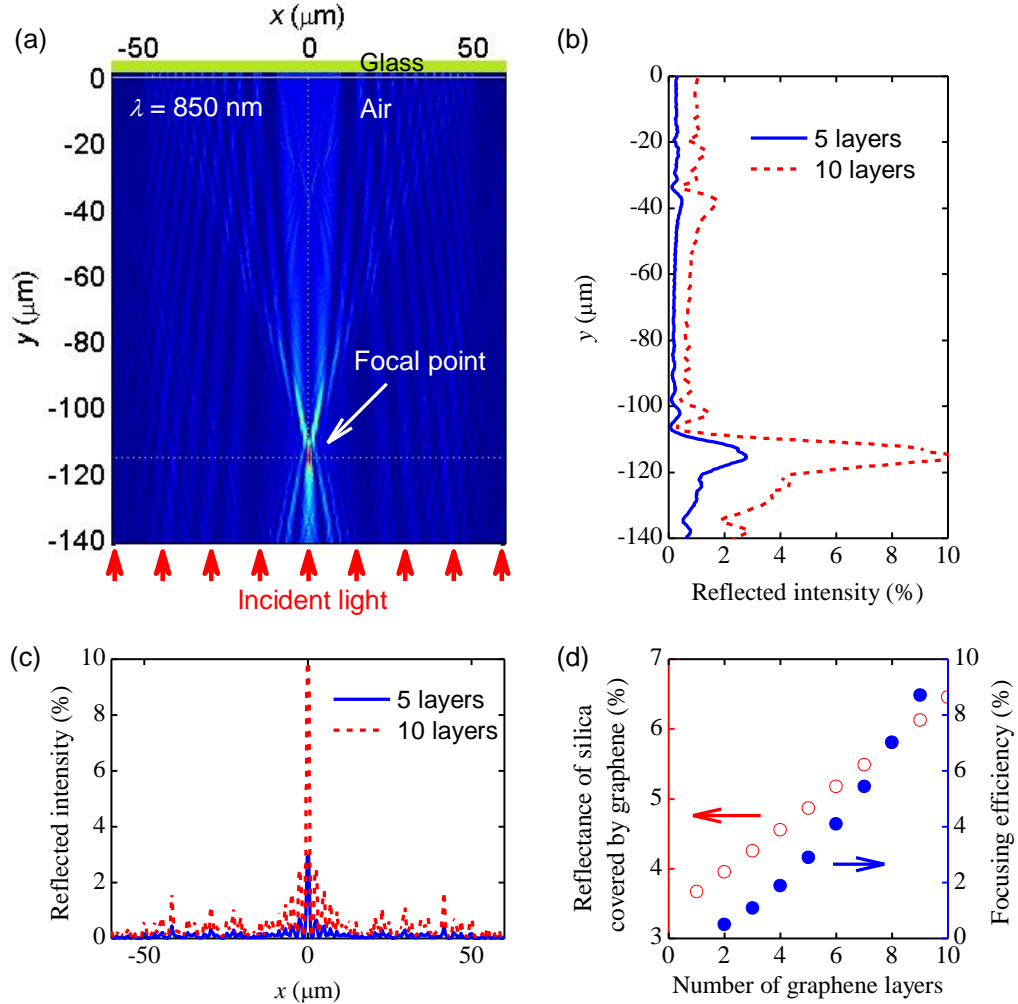 (a)
x (μm)
-50 0 50
Glass
0
λ = 850 nm
Air
-20
-40
-60
y (μm)
-80
Focal point
-100
-120
-140
Incident light
(b)
0
5 layers
10 layers
-20
-40
-60
y (μm)
-80
-100
-120
-140
0 2 4 6 8 10
Reflected intensity (%)
(c)
10
5 layers
10 layers
8
6
Reflected intensity (%)
4
2
0
-50 0 50
x (μm)
(d)
7
6
Reflectance of silica
covered by graphene (%)
5
4
3
10
8
6
Focusing efficiency (%)
4
2
0
0 2 4 6 8 10
Number of graphene layers